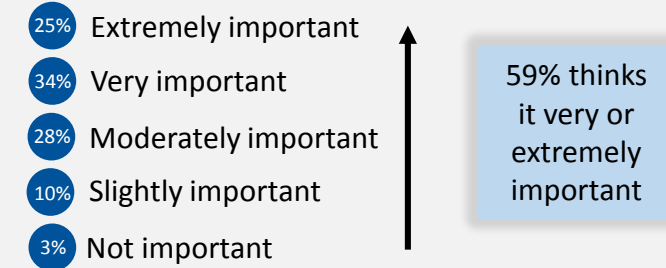 25% Extremely important
34% Very important
28% Moderately important
10% Slightly important
3% Not important
59% thinks
it very or
extremely
important